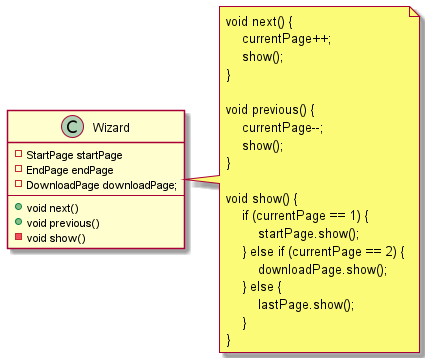 C Wizard
StartPage startPage
EndPage endPage
DownloadPage downloadPage;
void next()
void previous()
void show()
void next() {
currentPage++;
show();
}
void previous() {
currentPage--;
show();
}
void show() {
if (currentPage == 1) {
startPage.show();
} else if (currentPage == 2) {
downloadPage.show();
} else {
lastPage.show();
}
}